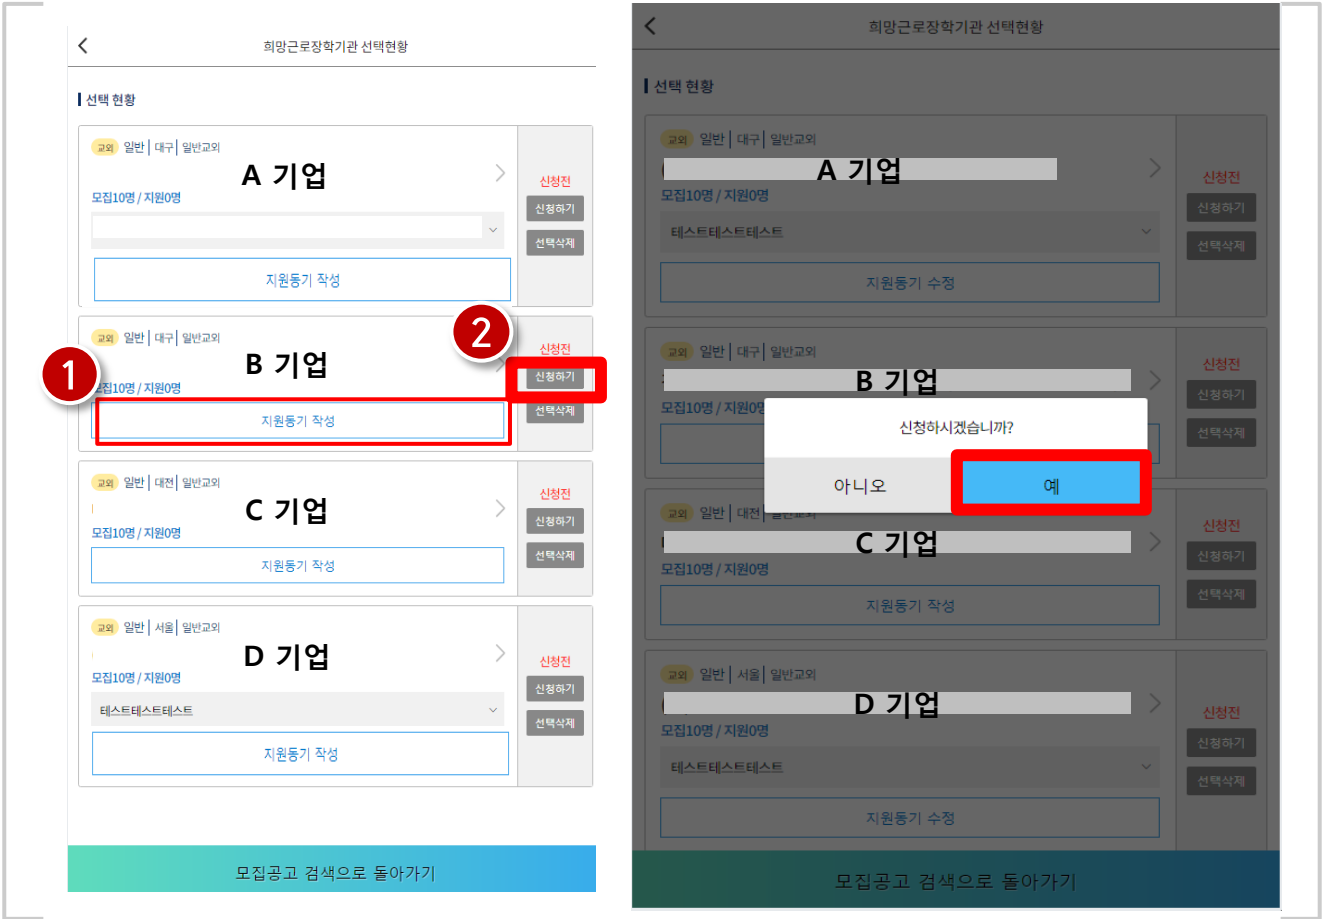 희망근로장학기관 선택현황
선택 현황
교외 일반 대구 일반교외
A 기업
모집10명 / 지원0명
신청전
신청하기
선택삭제
지원동기 작성
교외 일반 대구 일반교외
B 기업
모집10명 / 지원0명
신청전
신청하기
선택삭제
지원동기 작성
1
2
교외 일반 대전 일반교외
C 기업
모집10명 / 지원0명
신청전
신청하기
선택삭제
지원동기 작성
교외 일반 서울 일반교외
D 기업
모집10명 / 지원0명
신청전
신청하기
선택삭제
테스트테스트테스트
지원동기 작성
모집공고 검색으로 돌아가기
희망근로장학기관 선택현황
선택 현황
교외 일반 대구 일반교외
A 기업
모집10명 / 지원0명
신청전
신청하기
선택삭제
테스트테스트테스트
지원동기 수정
교외 일반 대구 일반교외
B 기업
모집10명 / 지원0명
신청전
신청하기
선택삭제
신청하시겠습니까?
아니오
예
교외 일반 대전 일반교외
C 기업
모집10명 / 지원0명
신청전
신청하기
선택삭제
지원동기 작성
교외 일반 서울 일반교외
D 기업
모집10명 / 지원0명
신청전
신청하기
선택삭제
테스트테스트테스트
지원동기 수정
모집공고 검색으로 돌아가기